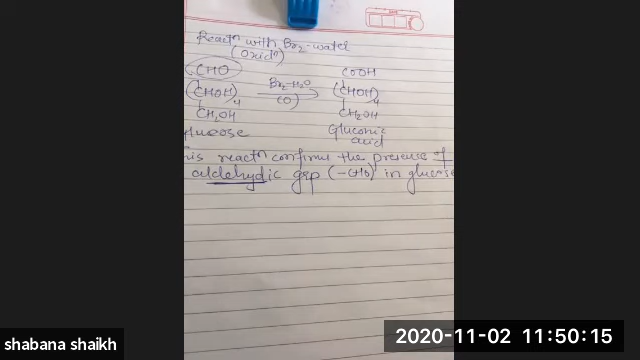 Reactn with Br2-water
(Oxidn)
CHO COOH
(CHOH)4 Br2-H2O (CHOH)4
(O)
CH2OH CH2OH
glucose Gluconic
acid
This reactn confirms the presence of
aldehydic grp (-CHO) in glucose
shabana shaikh
2020-11-02 11:50:15